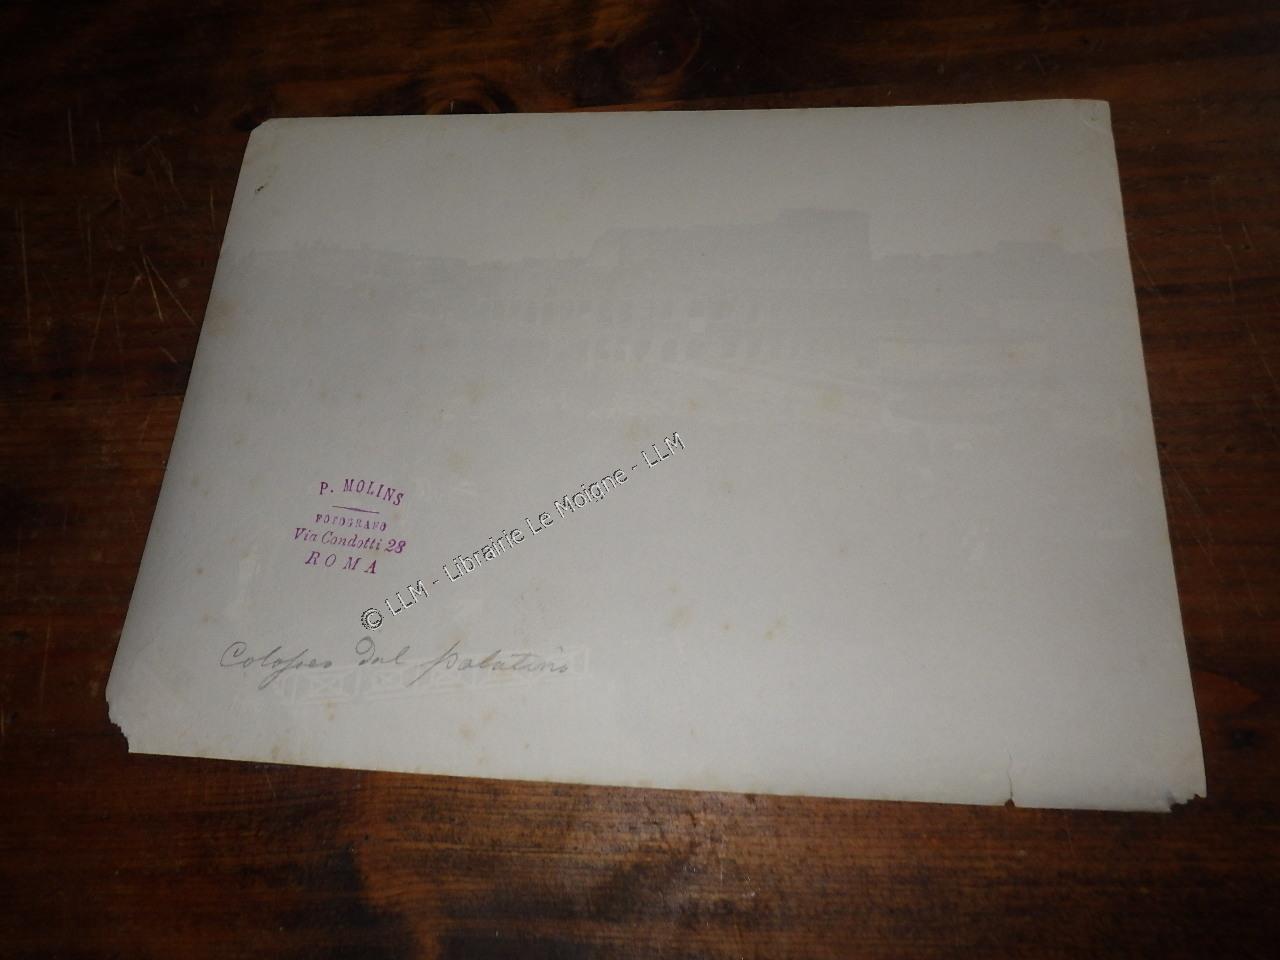 P. MOLINS
FOTOGRAFO
Via Condotti 28
ROMA
© LLM - Librairie Le Moigne - LLM
Colosseo dal palatino